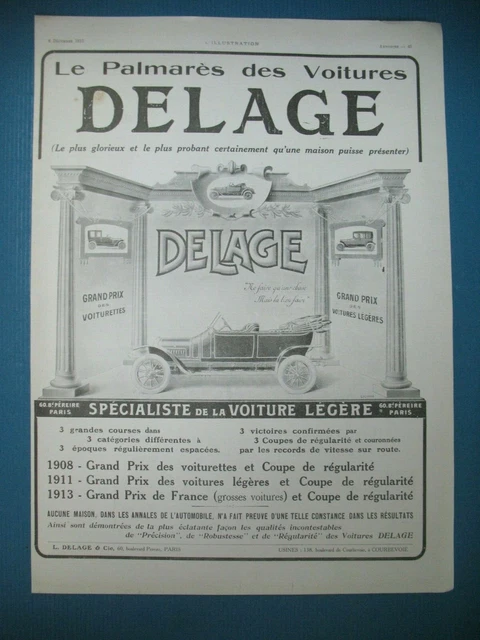 L'ILLUSTRATION
Le Palmarès des Voitures
DELAGE
(Le plus glorieux et le plus probant certainement qu'une maison puisse présenter)
DELAGE
GRAND PRIX
DES
VOITURETTES
GRAND PRIX
DES
VOITURES LÉGÈRES
60. Bd PÉREIRE
PARIS
SPÉCIALISTE DE LA VOITURE LÉGÈRE
60. Bd PÉREIRE
PARIS
3 grandes courses dans
3 catégories différentes à
3 époques régulièrement espacées.
3 victoires confirmées par
3 Coupes de régularité et couronnées
par les records de vitesse sur route.
1908 - Grand Prix des voiturettes et Coupe de régularité
1911 - Grand Prix des voitures légères et Coupe de régularité
1913 - Grand Prix de France (grosses voitures) et Coupe de régularité
AUCUNE MAISON, DANS LES ANNALES DE L'AUTOMOBILE, N'A FAIT PREUVE D'UNE TELLE CONSTANCE DANS LES RÉSULTATS
Ainsi sont démontrées de la plus éclatante façon les qualités incontestables
de "Précision", de "Robustesse" et de "Régularité" des Voitures DELAGE
L. DELAGE & Cie, 60, boulevard Pereire, PARIS
USINES : 138, boulevard de Courbevoie, à COURBEVOIE